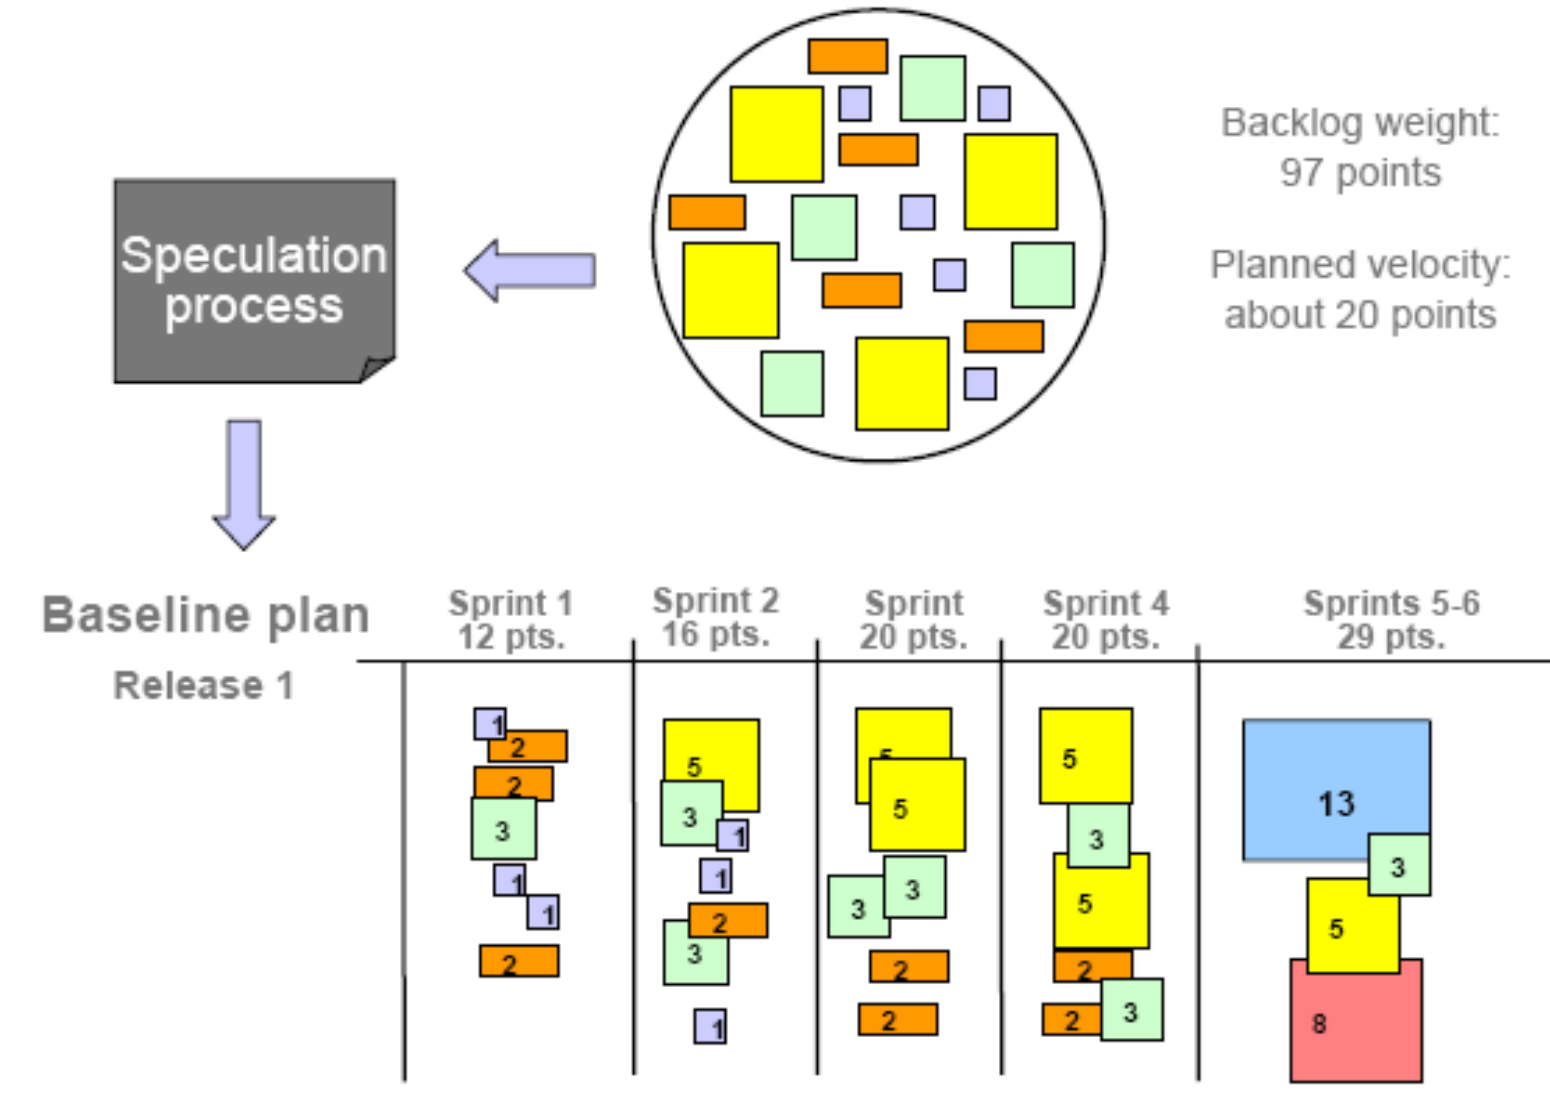 Backlog weight:
97 points
Planned velocity:
about 20 points
Speculation
process
Baseline plan
Release 1
Sprint 1
12 pts.
Sprint 2
16 pts.
Sprint
20 pts.
Sprint 4
20 pts.
Sprints 5-6
29 pts.
1
2
2
3
1
1
2
5
3
1
1
2
3
1
5
5
3
3
2
2
5
3
5
2
2
3
13
3
5
8